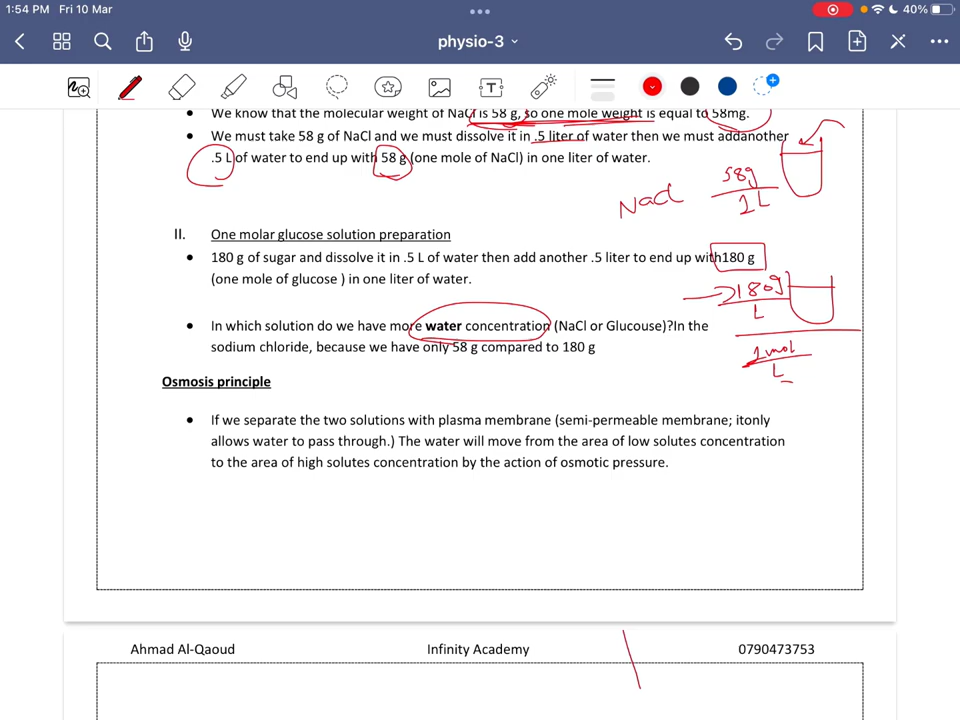 1:54 PM Fri 10 Mar
40%
physio-3
We know that the molecular weight of NaCl is 58 g, so one mole weight is equal to 58mg.
We must take 58 g of NaCl and we must dissolve it in .5 liter of water then we must addanother
.5 L of water to end up with 58 g (one mole of NaCl) in one liter of water.
NaCl
58g
1L
II. One molar glucose solution preparation
180 g of sugar and dissolve it in .5 L of water then add another .5 liter to end up with180 g
(one mole of glucose ) in one liter of water.
180g
L
In which solution do we have more water concentration (NaCl or Glucouse)?In the
sodium chloride, because we have only 58 g compared to 180 g
1mol
L
Osmosis principle
If we separate the two solutions with plasma membrane (semi-permeable membrane; itonly
allows water to pass through.) The water will move from the area of low solutes concentration
to the area of high solutes concentration by the action of osmotic pressure.
Ahmad Al-Qaoud Infinity Academy 0790473753